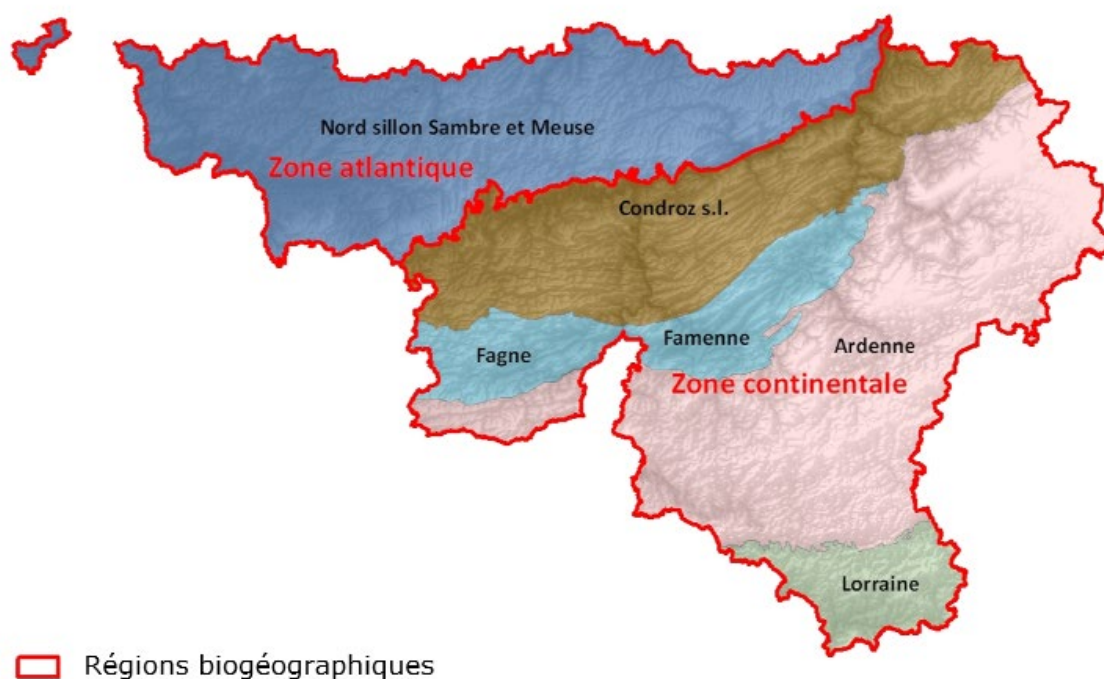 Nord sillon Sambre et Meuse
Zone atlantique
Condroz s.l.
Fagne
Famenne
Ardenne
Zone continentale
Lorraine
Régions biogéographiques